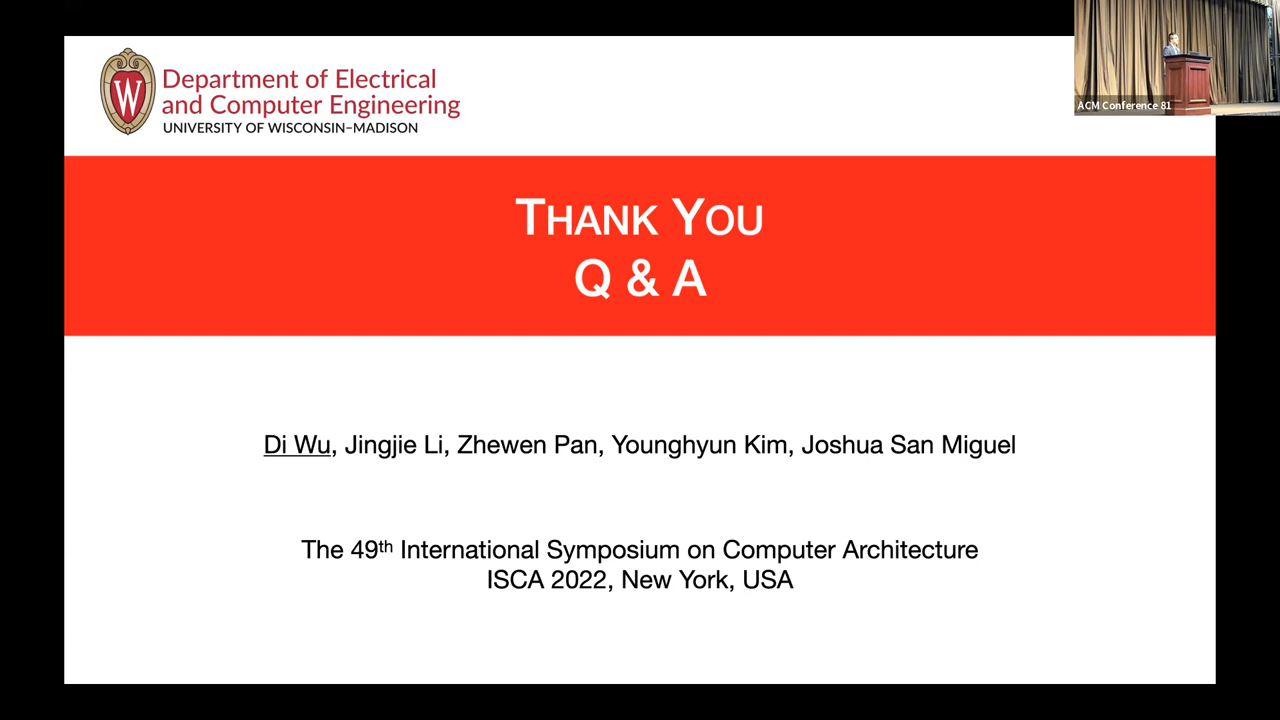 W
Department of Electrical
and Computer Engineering
UNIVERSITY OF WISCONSIN–MADISON
ACM Conference 81
THANK YOU
Q & A
Di Wu, Jingjie Li, Zhewen Pan, Younghyun Kim, Joshua San Miguel
The 49th International Symposium on Computer Architecture
ISCA 2022, New York, USA